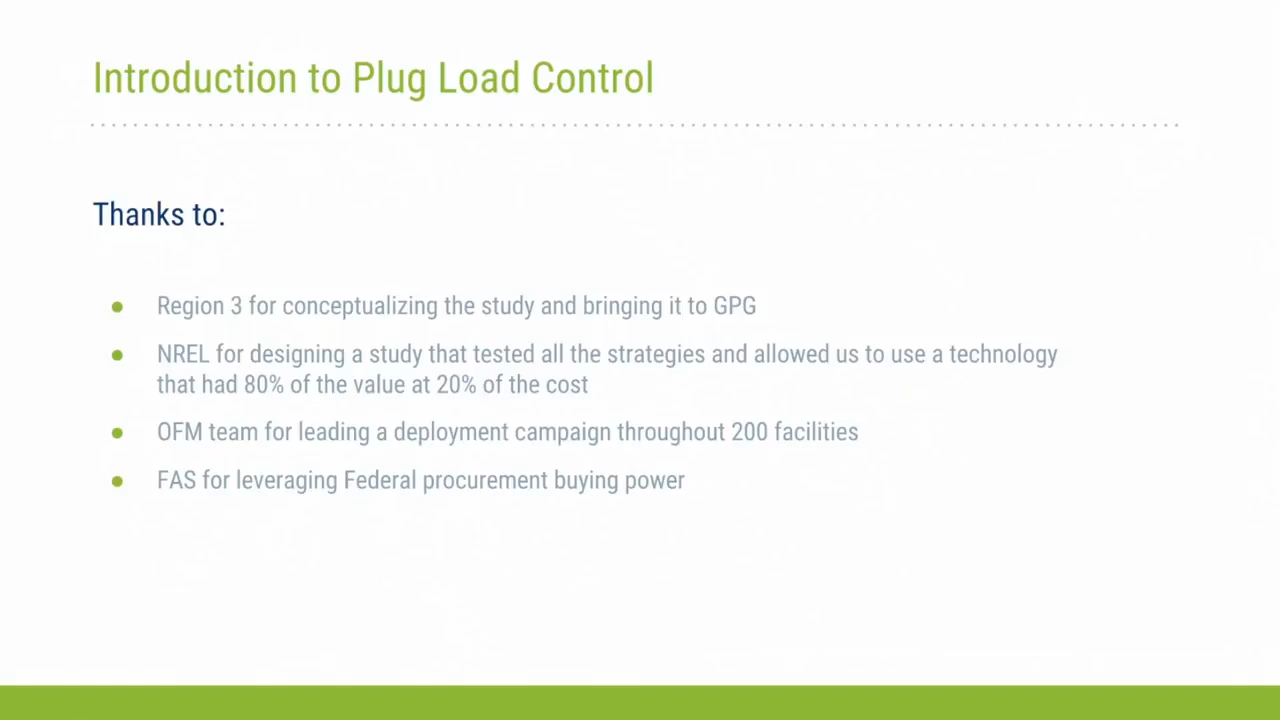 Introduction to Plug Load Control
Thanks to:
● Region 3 for conceptualizing the study and bringing it to GPG
● NREL for designing a study that tested all the strategies and allowed us to use a technology
that had 80% of the value at 20% of the cost
● OFM team for leading a deployment campaign throughout 200 facilities
● FAS for leveraging Federal procurement buying power